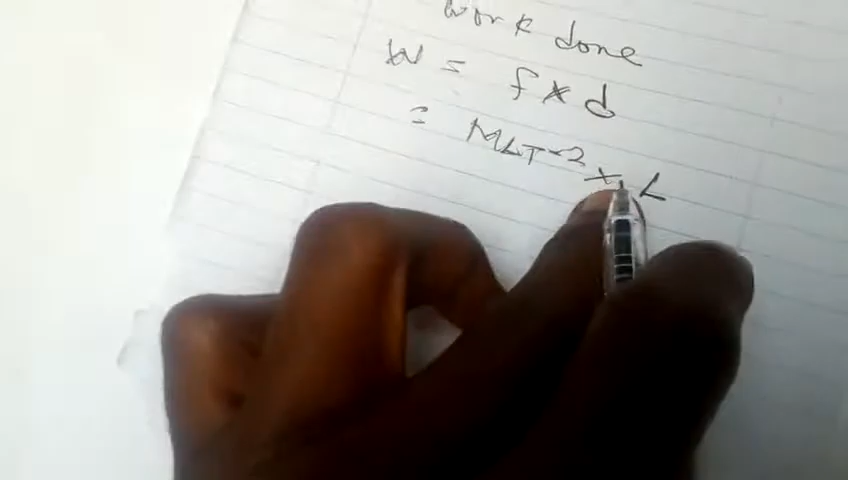 work done
W = f × d
= MLT-2 × L